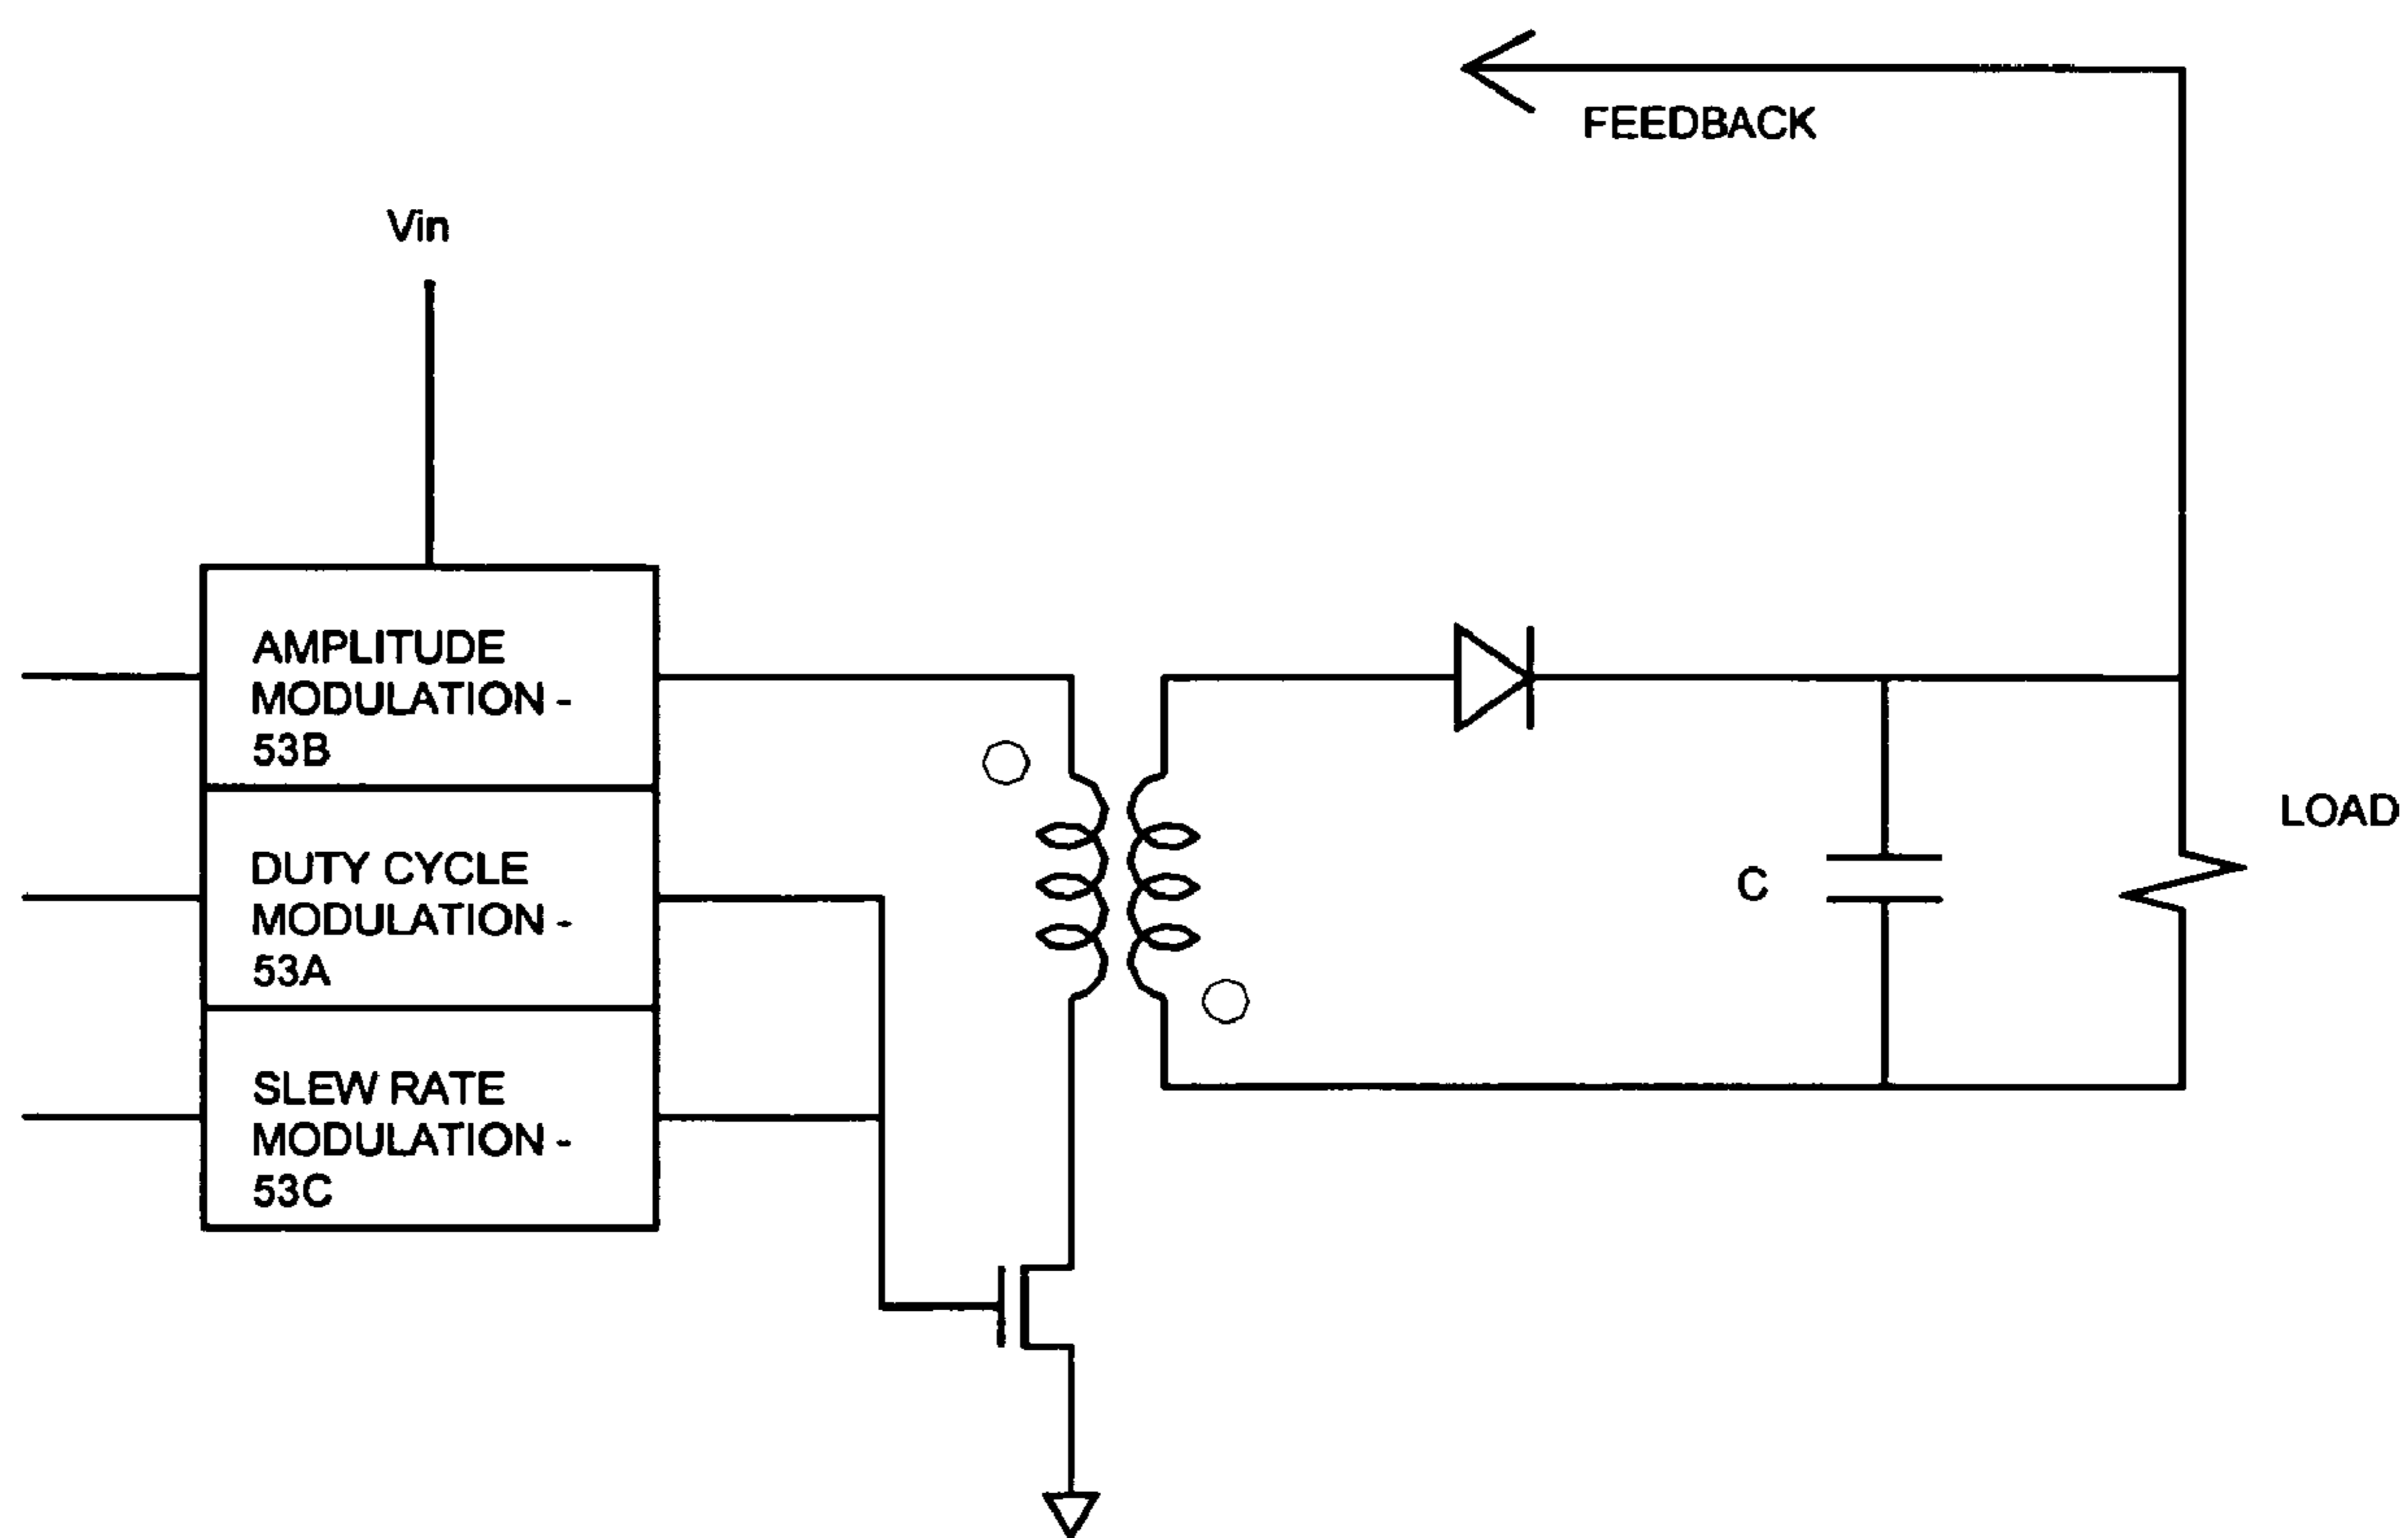 FEEDBACK
Vin
AMPLITUDE
MODULATION -
53B
DUTY CYCLE
MODULATION -
53A
SLEW RATE
MODULATION -
53C
C
LOAD